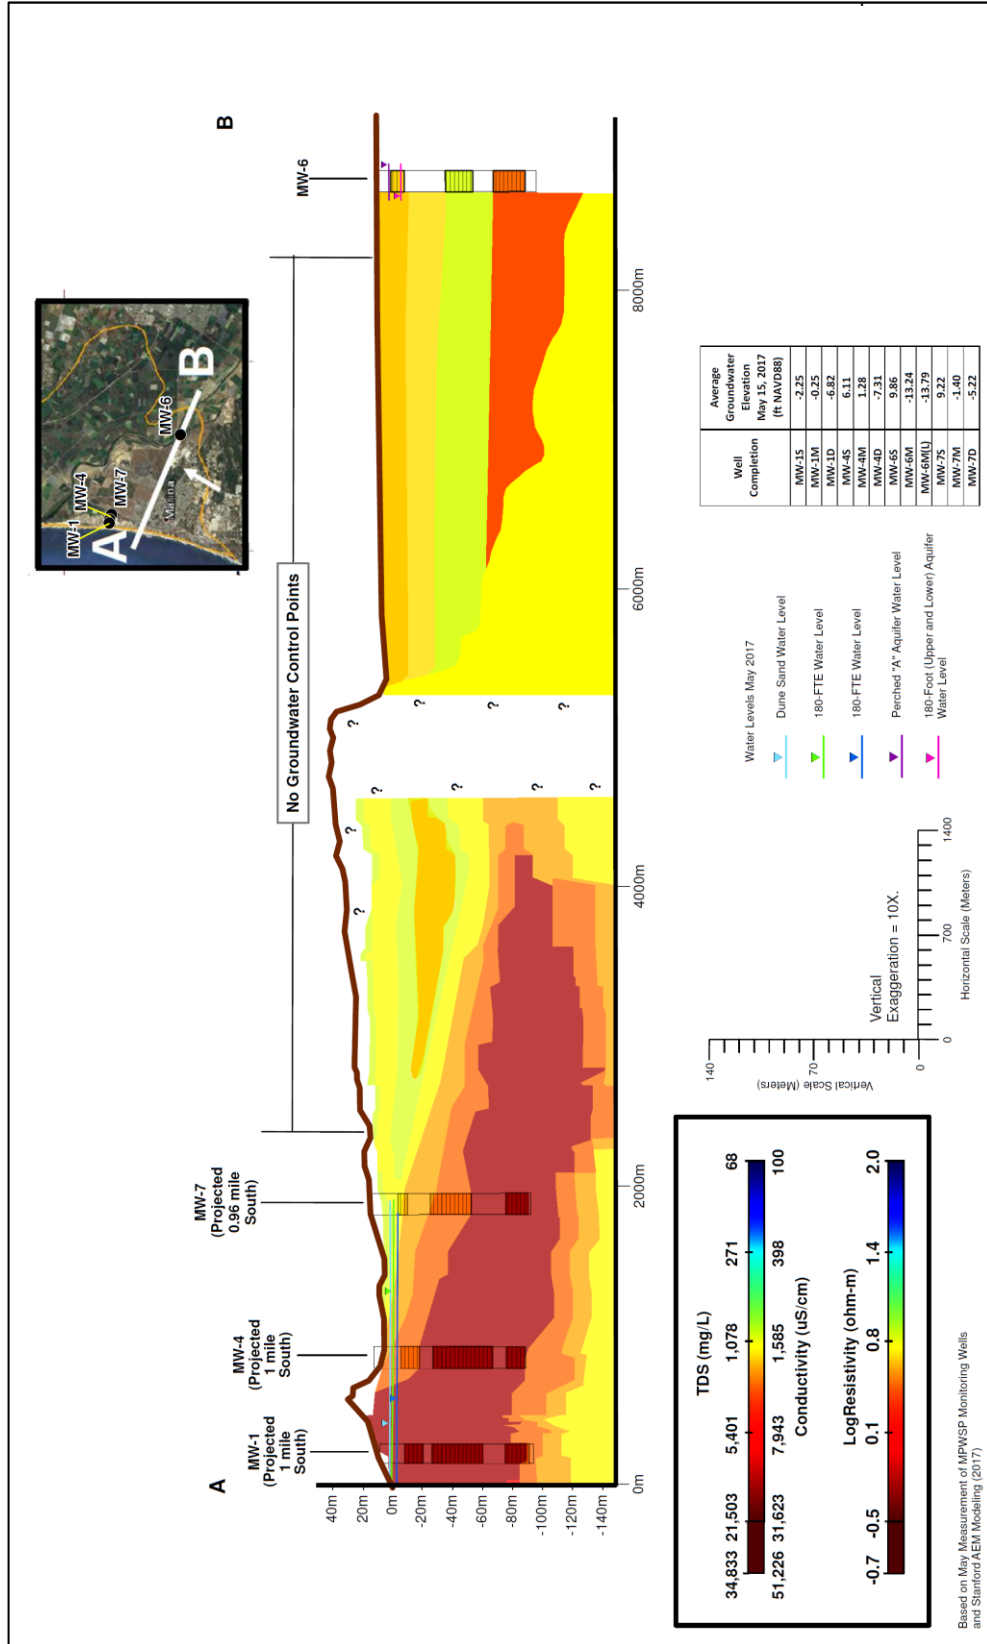 A
B
MW-1
(Projected
1 mile
South)
MW-4
(Projected
1 mile
South)
MW-7
(Projected
0.96 mile
South)
No Groundwater Control Points
MW-6
MW-1
MW-4
MW-7
MW-6
A
B
Marina
40m
20m
0m
-20m
-40m
-60m
-80m
-100m
-120m
-140m
0m
2000m
4000m
6000m
8000m
?
?
?
?
?
?
?
?
?
?
?
TDS (mg/L)
34,833 21,503 5,401 1,078 271 68
51,226 31,623 7,943 1,585 398 100
Conductivity (uS/cm)
LogResistivity (ohm-m)
-0.7 -0.5 0.1 0.8 1.4 2.0
140
70
0
Vertical Scale (Meters)
Vertical
Exaggeration = 10X.
0 700 1400
Horizontal Scale (Meters)
Water Levels May 2017
Dune Sand Water Level
180-FTE Water Level
180-FTE Water Level
Perched "A" Aquifer Water Level
180-Foot (Upper and Lower) Aquifer
Water Level
Well
Completion
Average
Groundwater
Elevation
May 15, 2017
(ft NAVD88)
MW-1S -2.25
MW-1M -0.25
MW-1D -6.82
MW-4S 6.11
MW-4M 1.28
MW-4D -7.31
MW-6S 9.86
MW-6M -13.24
MW-6M(L) -13.79
MW-7S 9.22
MW-7M -1.40
MW-7D -5.22
Based on May Measurement of MPWSP Monitoring Wells
and Stanford AEM Modeling (2017)